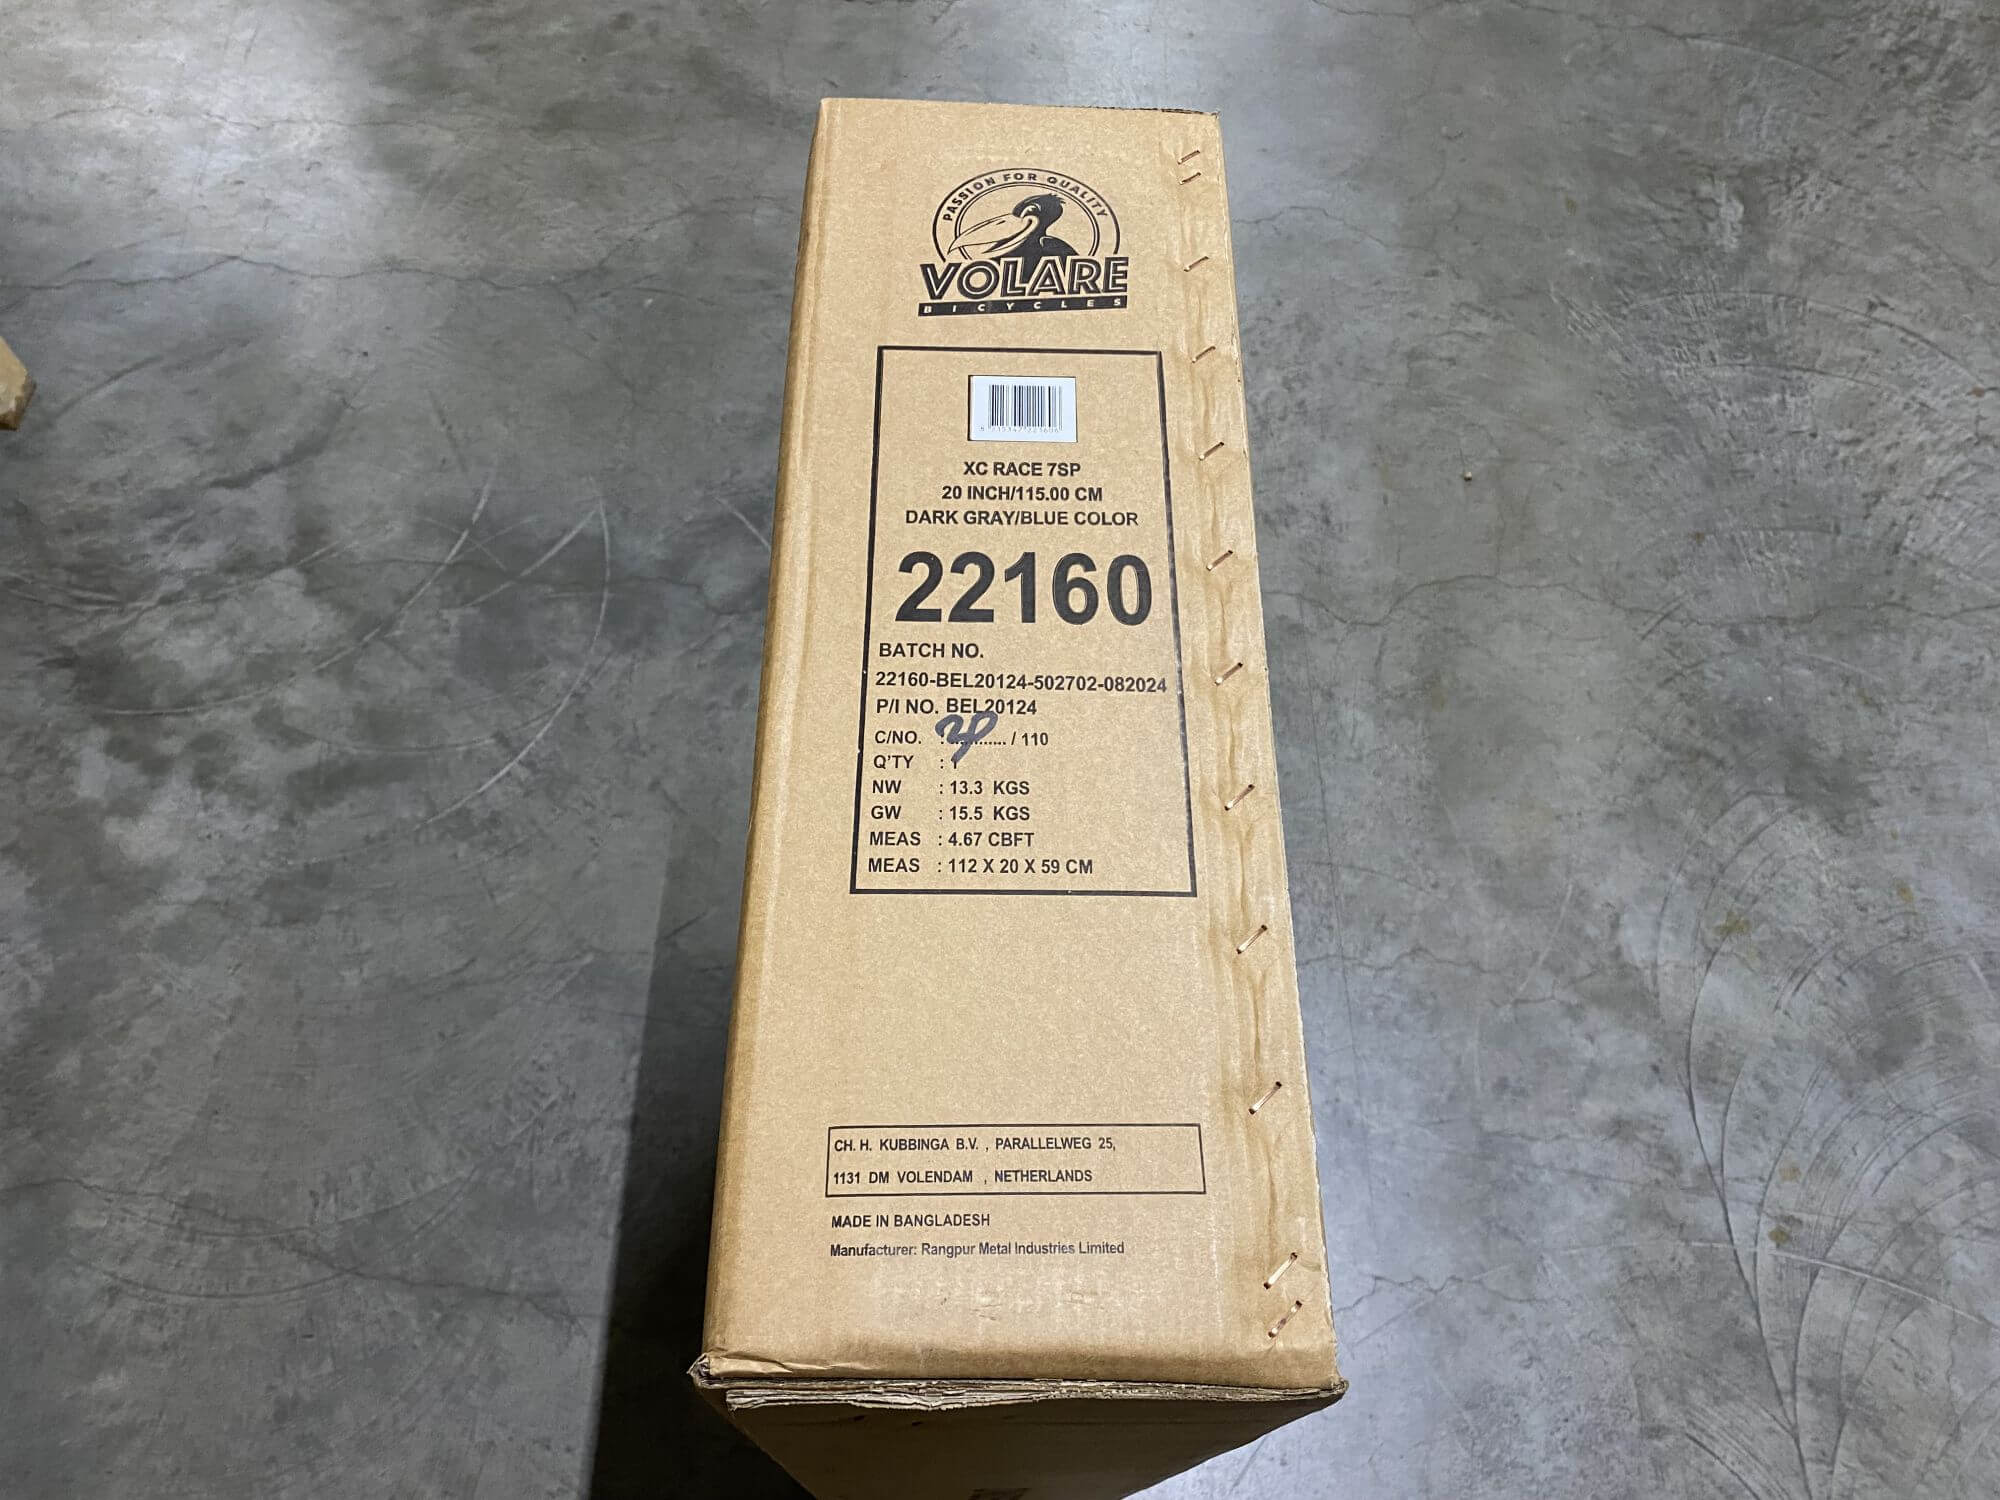 PASSION FOR QUALITY
VOLARE
BICYCLES
XC RACE 7SP
20 INCH/115.00 CM
DARK GRAY/BLUE COLOR
22160
BATCH NO.
22160-BEL20124-502702-082024
P/I NO. BEL20124
C/NO. : ............ / 110
Q'TY : 1
NW : 13.3 KGS
GW : 15.5 KGS
MEAS : 4.67 CBFT
MEAS : 112 X 20 X 59 CM
CH. H. KUBBINGA B.V. , PARALLELWEG 25,
1131 DM VOLENDAM , NETHERLANDS
MADE IN BANGLADESH
Manufacturer: Rangpur Metal Industries Limited